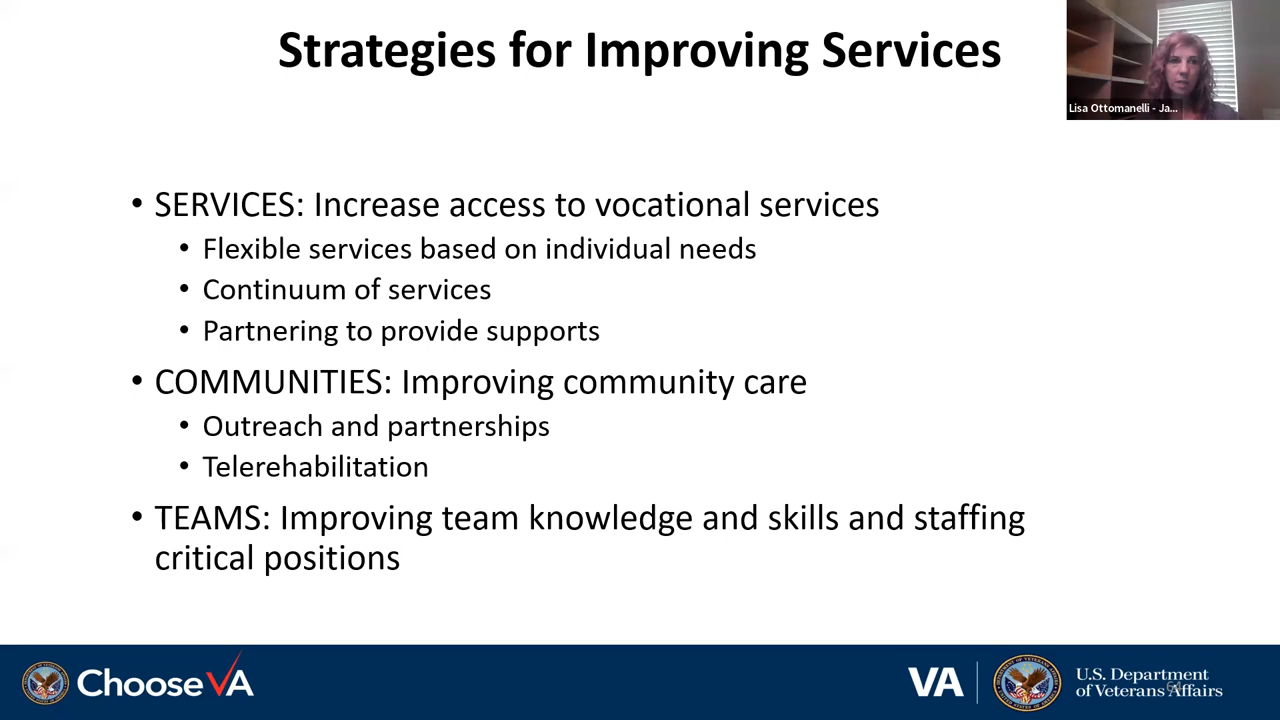 Strategies for Improving Services
Lisa Ottomanelli - Ja...
• SERVICES: Increase access to vocational services
• Flexible services based on individual needs
• Continuum of services
• Partnering to provide supports
• COMMUNITIES: Improving community care
• Outreach and partnerships
• Telerehabilitation
• TEAMS: Improving team knowledge and skills and staffing
critical positions
Choose VA
VA
U.S. Department
of Veterans Affairs